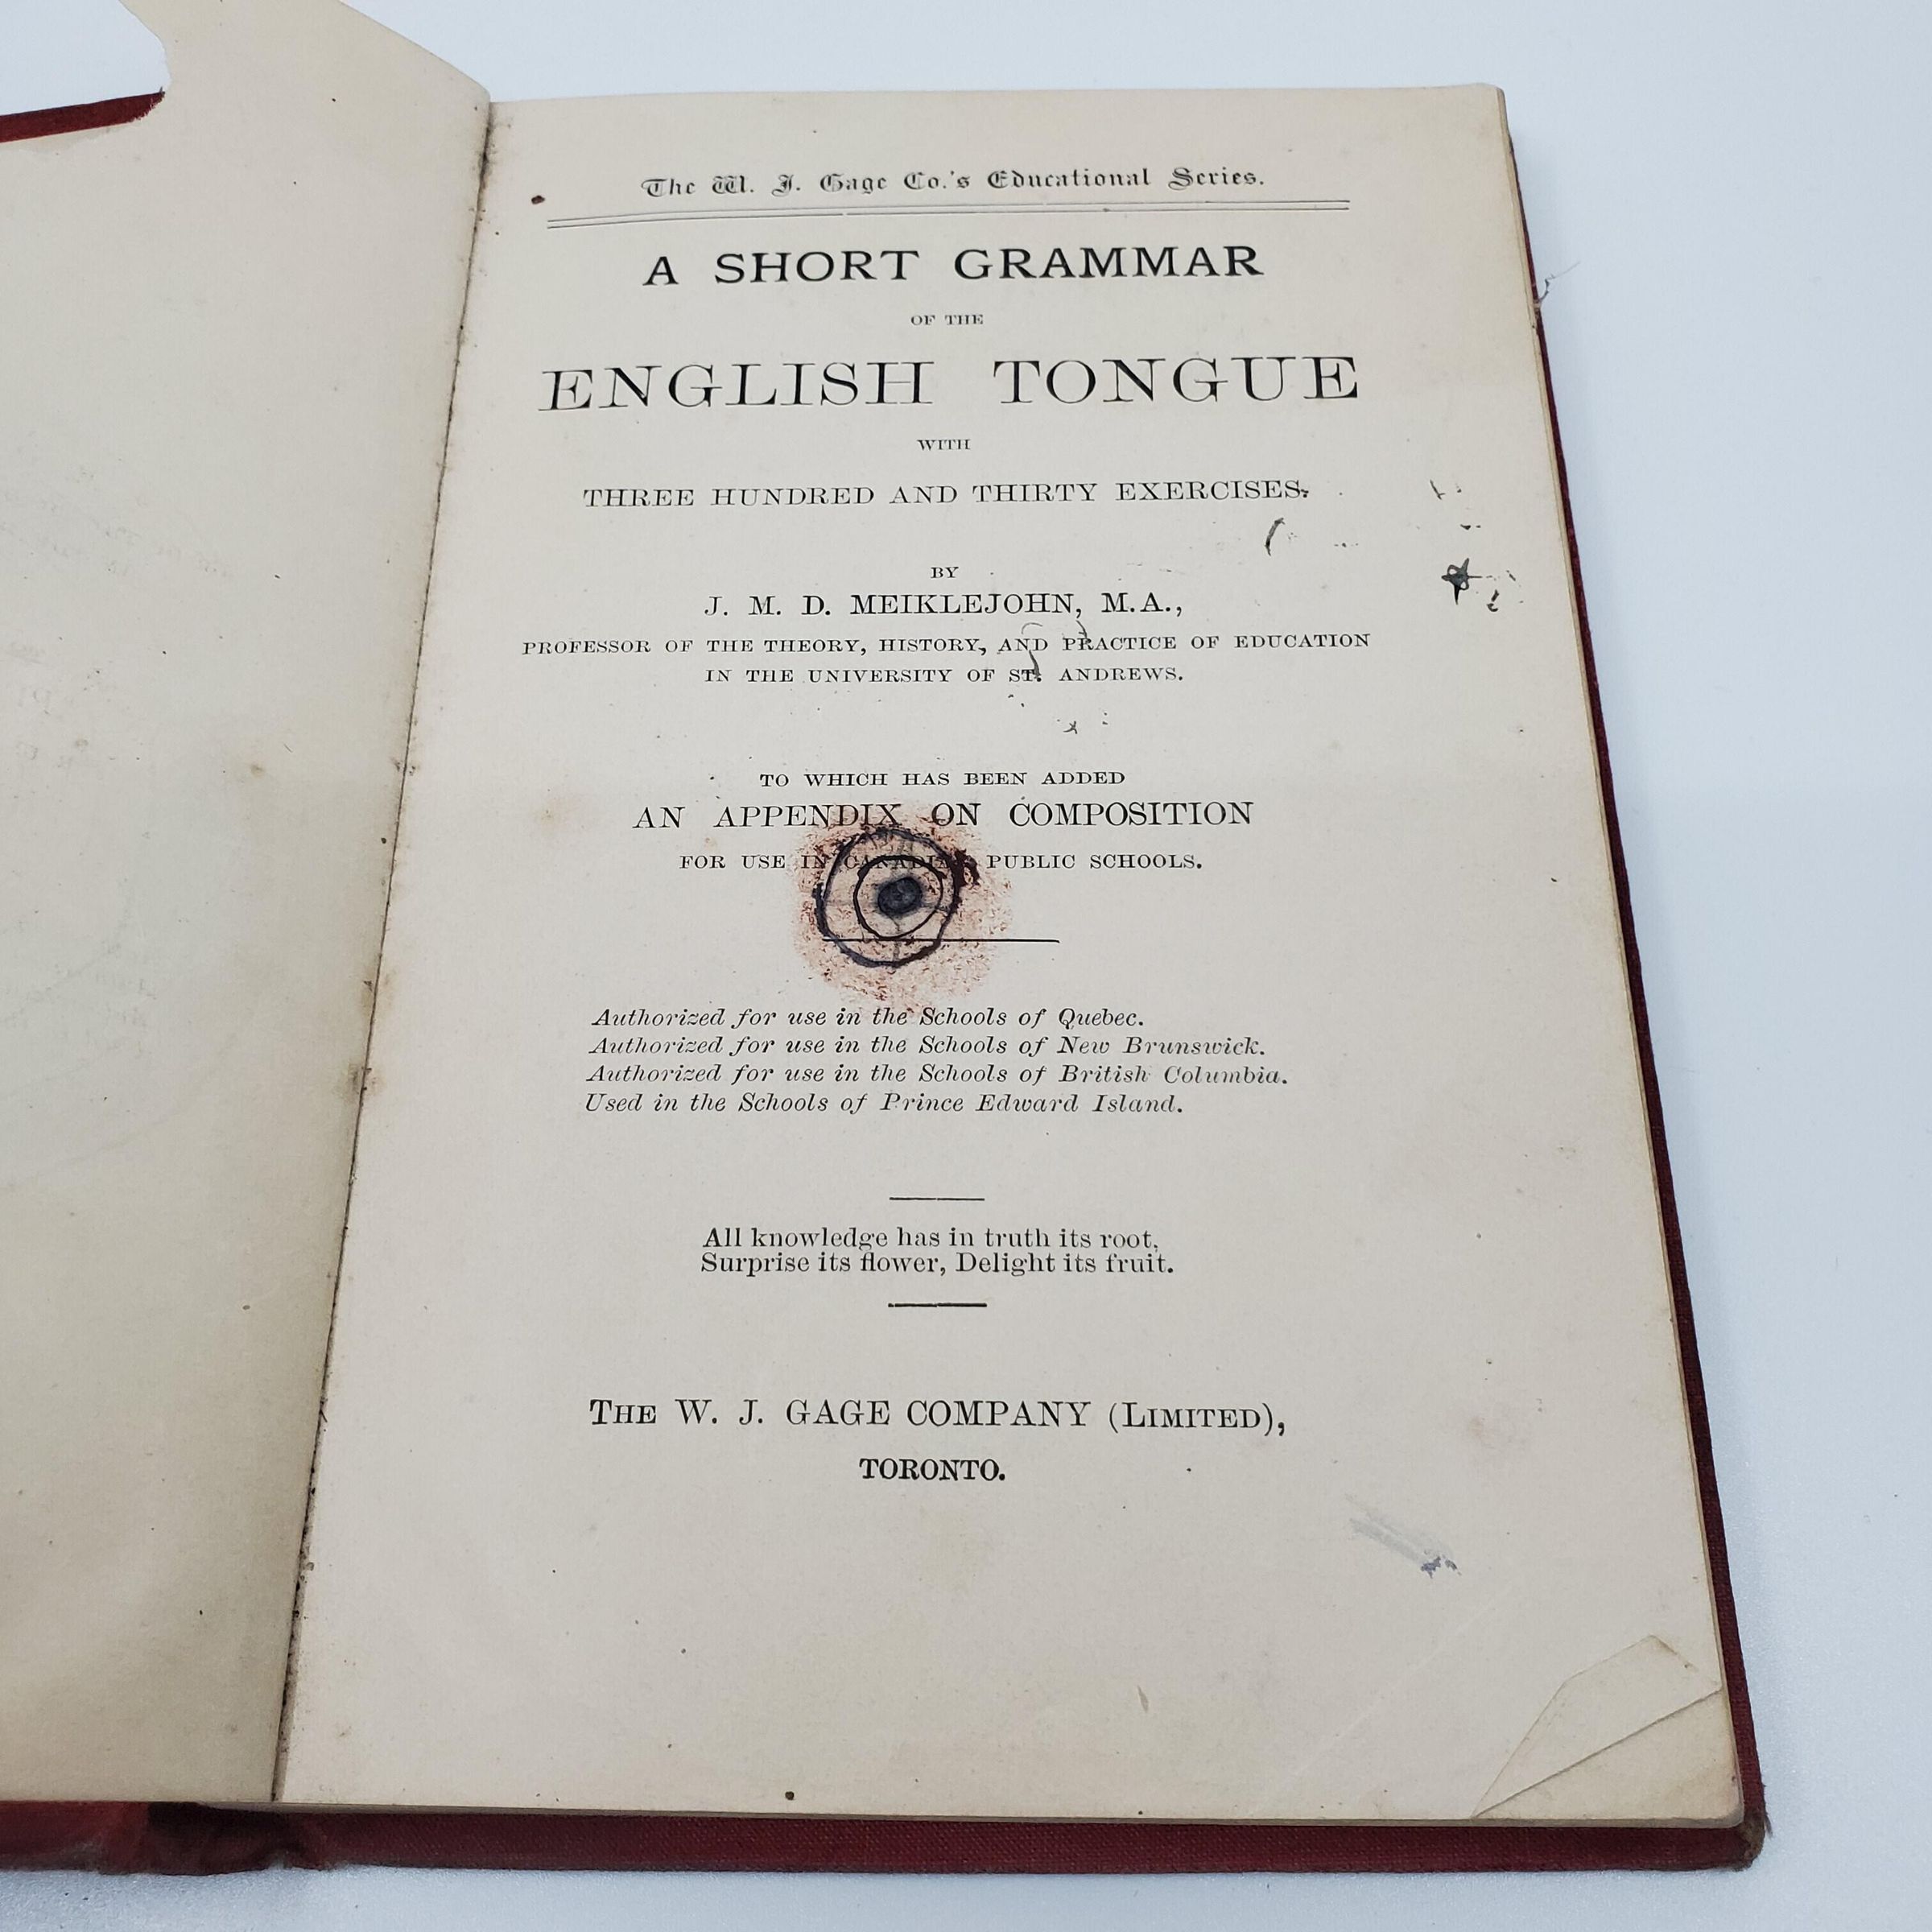 The W. J. Gage Co.'s Educational Series.
A SHORT GRAMMAR
OF THE
ENGLISH TONGUE
WITH
THREE HUNDRED AND THIRTY EXERCISES.
BY
J. M. D. MEIKLEJOHN, M.A.,
PROFESSOR OF THE THEORY, HISTORY, AND PRACTICE OF EDUCATION
IN THE UNIVERSITY OF ST. ANDREWS.
TO WHICH HAS BEEN ADDED
AN APPENDIX ON COMPOSITION
FOR USE IN CANADIAN PUBLIC SCHOOLS.
Authorized for use in the Schools of Quebec.
Authorized for use in the Schools of New Brunswick.
Authorized for use in the Schools of British Columbia.
Used in the Schools of Prince Edward Island.
All knowledge has in truth its root,
Surprise its flower, Delight its fruit.
THE W. J. GAGE COMPANY (LIMITED),
TORONTO.